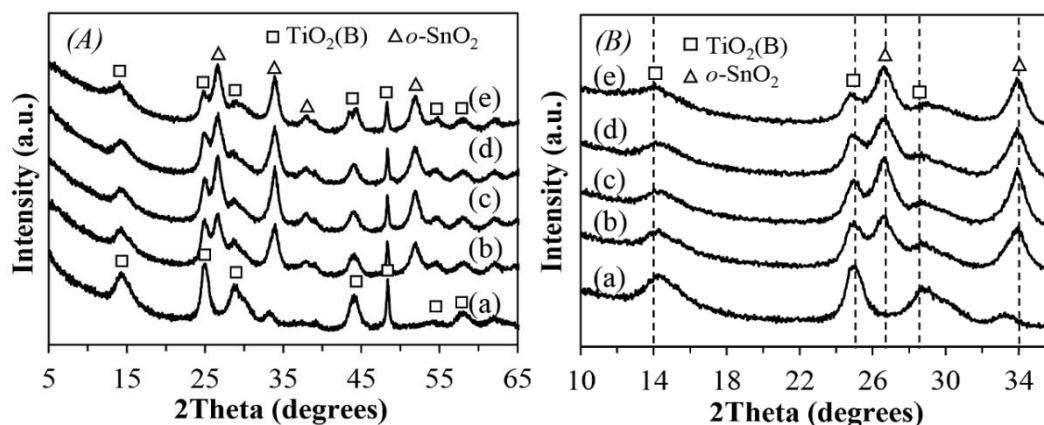 (A)
□ TiO₂(B) △ o-SnO₂
(e)
(d)
(c)
(b)
(a)
Intensity (a.u.)
5 15 25 35 45 55 65
2Theta (degrees)
(B)
□ TiO₂(B)
△ o-SnO₂
(e)
(d)
(c)
(b)
(a)
Intensity (a.u.)
10 14 18 22 26 30 34
2Theta (degrees)